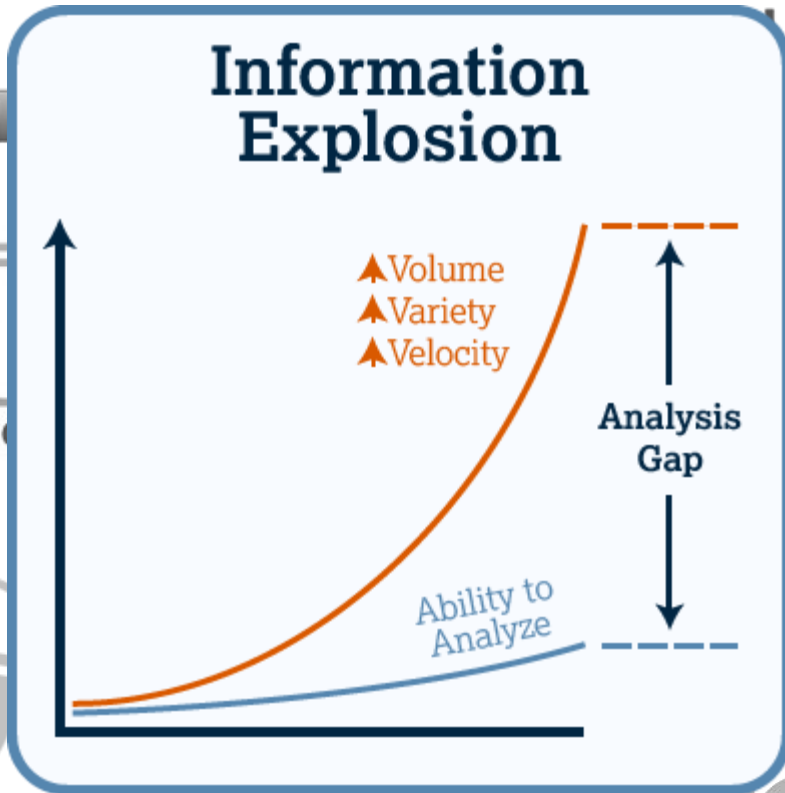 Information
Explosion
Volume
Variety
Velocity
Analysis
Gap
Ability to
Analyze